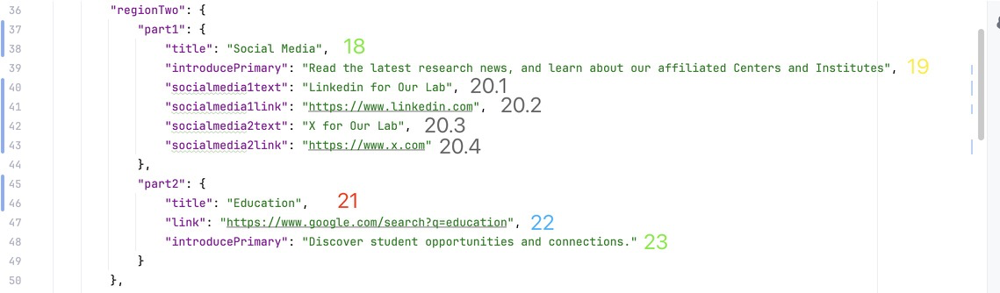 36 "regionTwo": {
37 "part1": {
38 "title": "Social Media", 18
39 "introducePrimary": "Read the latest research news, and learn about our affiliated Centers and Institutes", 19
40 "socialmedia1text": "Linkedin for Our Lab", 20.1
41 "socialmedia1link": "https://www.linkedin.com", 20.2
42 "socialmedia2text": "X for Our Lab", 20.3
43 "socialmedia2link": "https://www.x.com" 20.4
44 },
45 "part2": {
46 "title": "Education", 21
47 "link": "https://www.google.com/search?q=education", 22
48 "introducePrimary": "Discover student opportunities and connections." 23
49 }
50 },